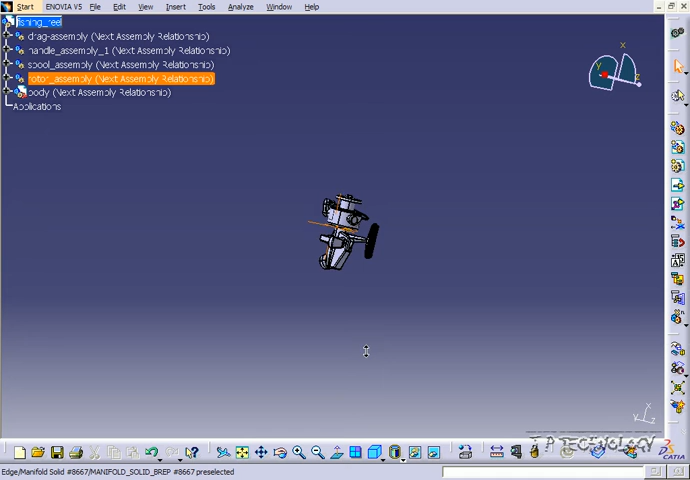 Start ENOVIA V5 File Edit View Insert Tools Analyze Window Help
fishing_reel
drag-assembly (Next Assembly Relationship)
handle_assembly_1 (Next Assembly Relationship)
spool_assembly (Next Assembly Relationship)
rotor_assembly (Next Assembly Relationship)
body (Next Assembly Relationship)
Applications
x
y
z
x
y
z
T P TECHNOLOGY
CATIA
Edge/Manifold Solid #8667/MANIFOLD_SOLID_BREP #8667 preselected